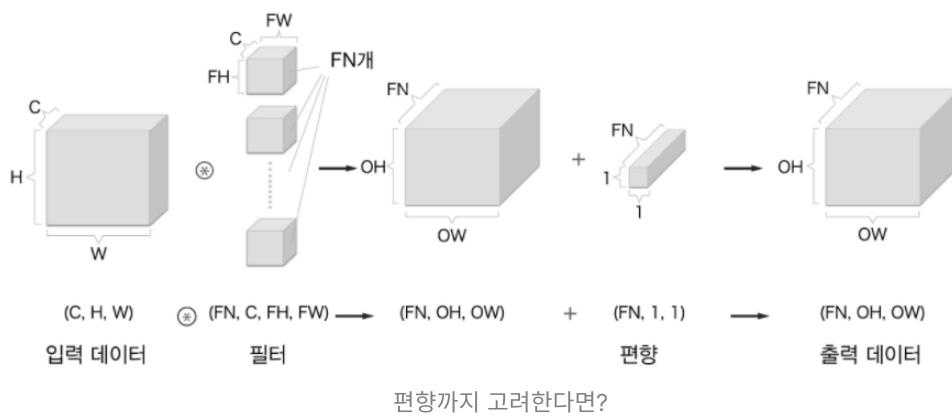 FW
C
FH
FN개
C
H
W
⊛
FN
OH
OW
+
FN
1
1
FN
OH
OW
(C, H, W) ⊛ (FN, C, FH, FW) (FN, OH, OW) + (FN, 1, 1) (FN, OH, OW)
입력 데이터 필터 편향 출력 데이터
편향까지 고려한다면?